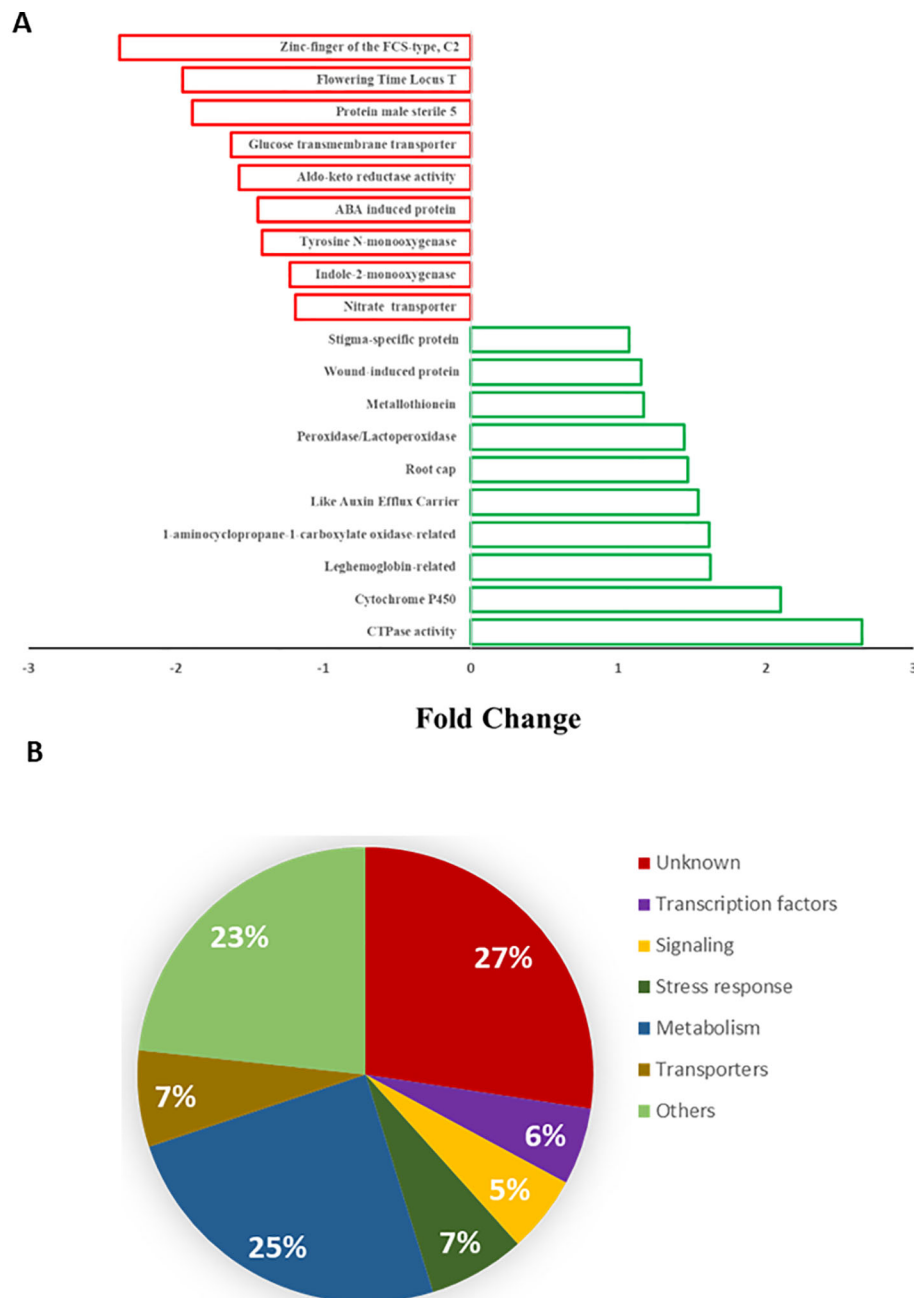 A
Zinc-finger of the FCS-type, C2
Flowering Time Locus T
Protein male sterile 5
Glucose transmembrane transporter
Aldo-keto reductase activity
ABA induced protein
Tyrosine N-monooxygenase
Indole-2-monooxygenase
Nitrate transporter
Stigma-specific protein
Wound-induced protein
Metallothionein
Peroxidase/Lactoperoxidase
Root cap
Like Auxin Efflux Carrier
1-aminocyclopropane-1-carboxylate oxidase-related
Leghemoglobin-related
Cytochrome P450
CTPase activity
-3 -2 -1 0 1 2 3
Fold Change
B
23%
27%
7%
6%
5%
7%
25%
Unknown
Transcription factors
Signaling
Stress response
Metabolism
Transporters
Others